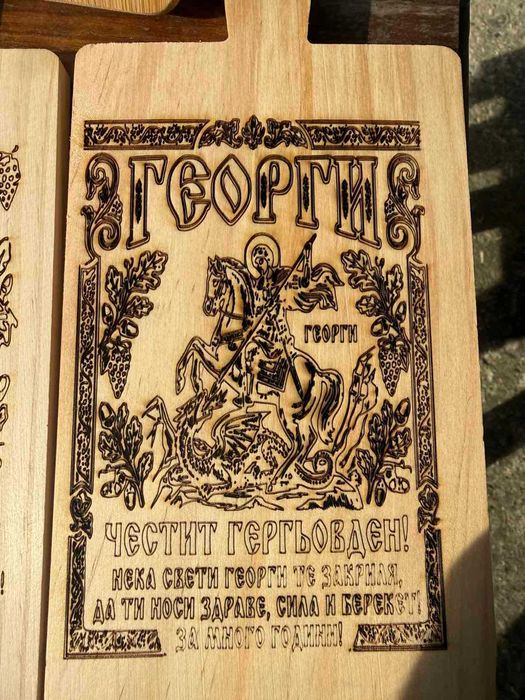 ГЕОРГИ
ГЕОРГИ
ЧЕСТИТ ГЕРГЬОВДЕН!
НЕКА СВЕТИ ГЕОРГИ ТЕ ЗАКРИЛЯ,
ДА ТИ НОСИ ЗДРАВЕ, СИЛА И БЕРЕКЕТ!
ЗА МНОГО ГОДИНИ!